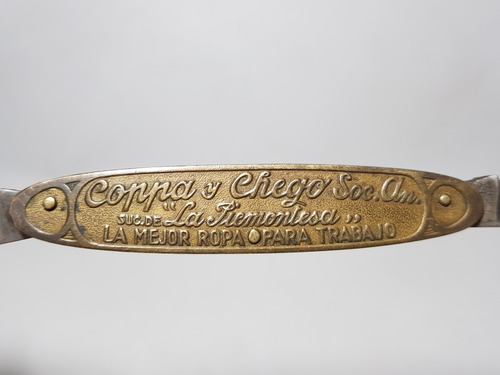 Coppa y Chego Soc. An.
SUC. DE "La Piemontesa"
LA MEJOR ROPA PARA TRABAJO